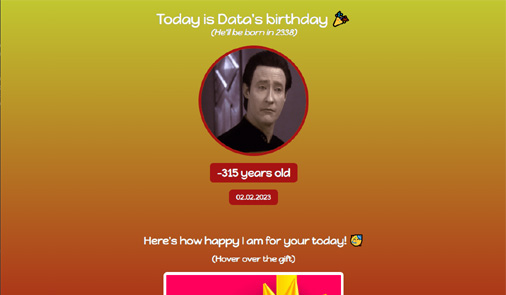 Today is Data's birthday 🎉
(He'll be born in 2338)
-315 years old
02.02.2023
Here's how happy I am for your today! 🥳
(Hover over the gift)